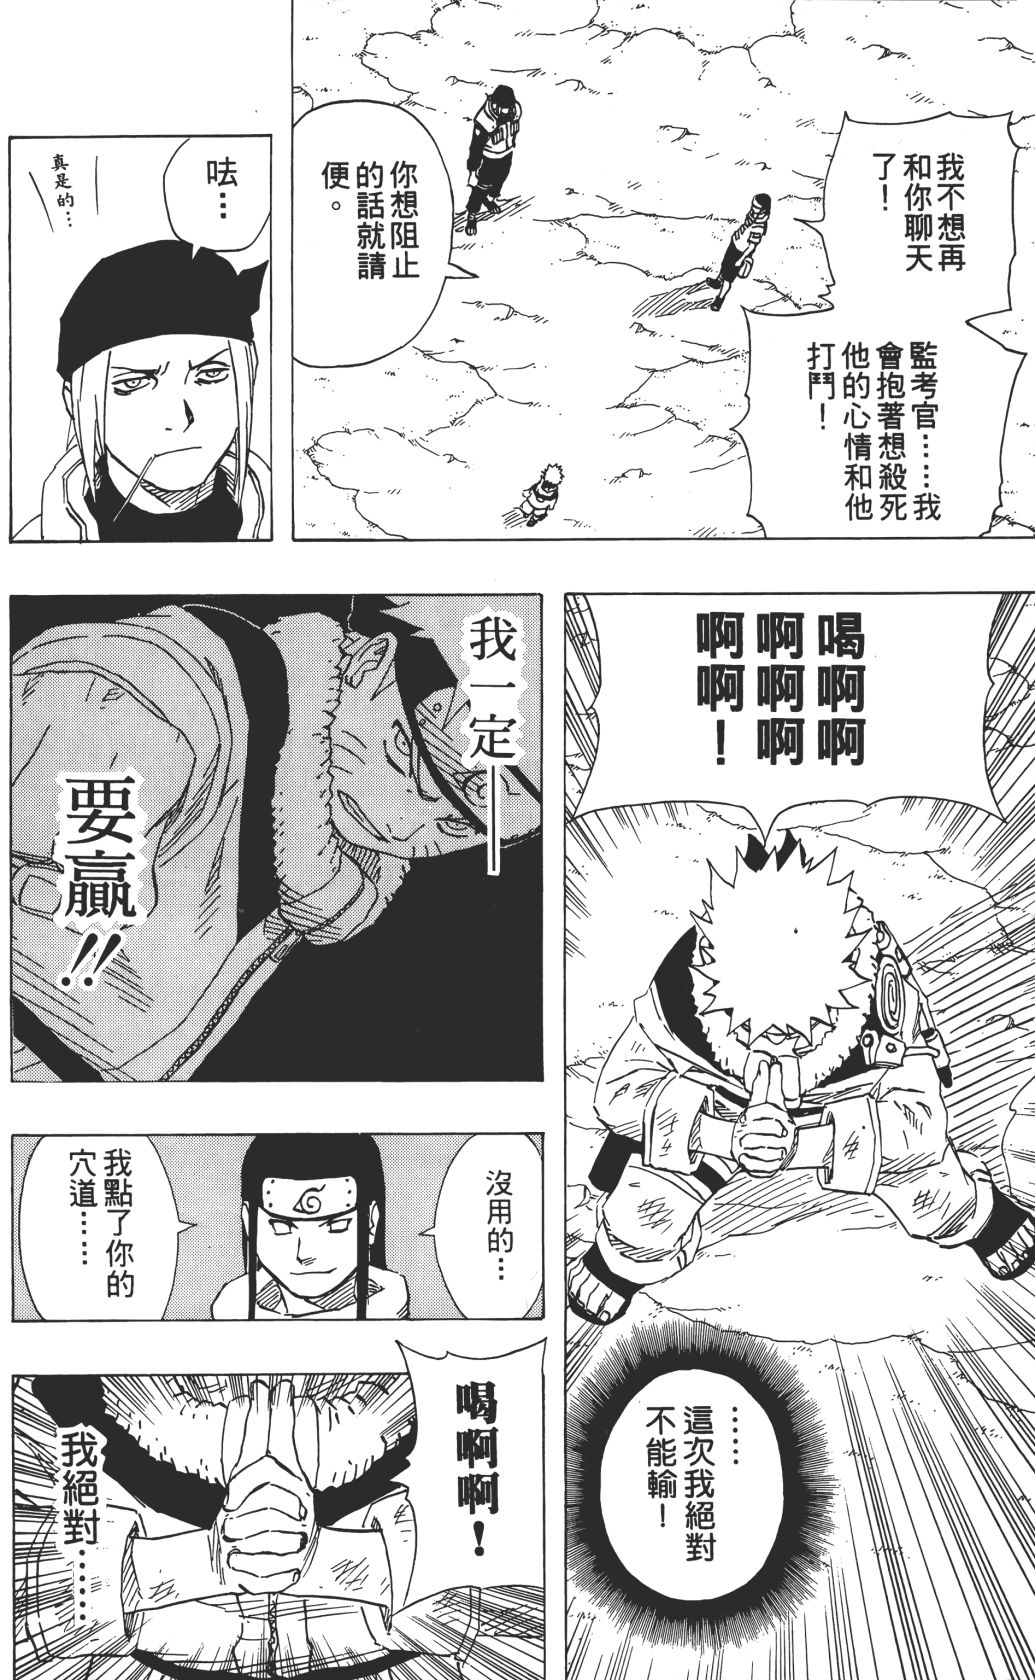 我不想再
和你聊天
了！
監考官……我
會抱著想殺死
他的心情和他
打鬥！
你想阻止
的話就請
便。
呿…
真是的…
喝啊啊
啊啊啊
啊啊！
……
這次我絕對
不能輸！
我一定——
要贏!!
沒用的…
我點了你的
穴道……
喝啊啊！
我絕對……